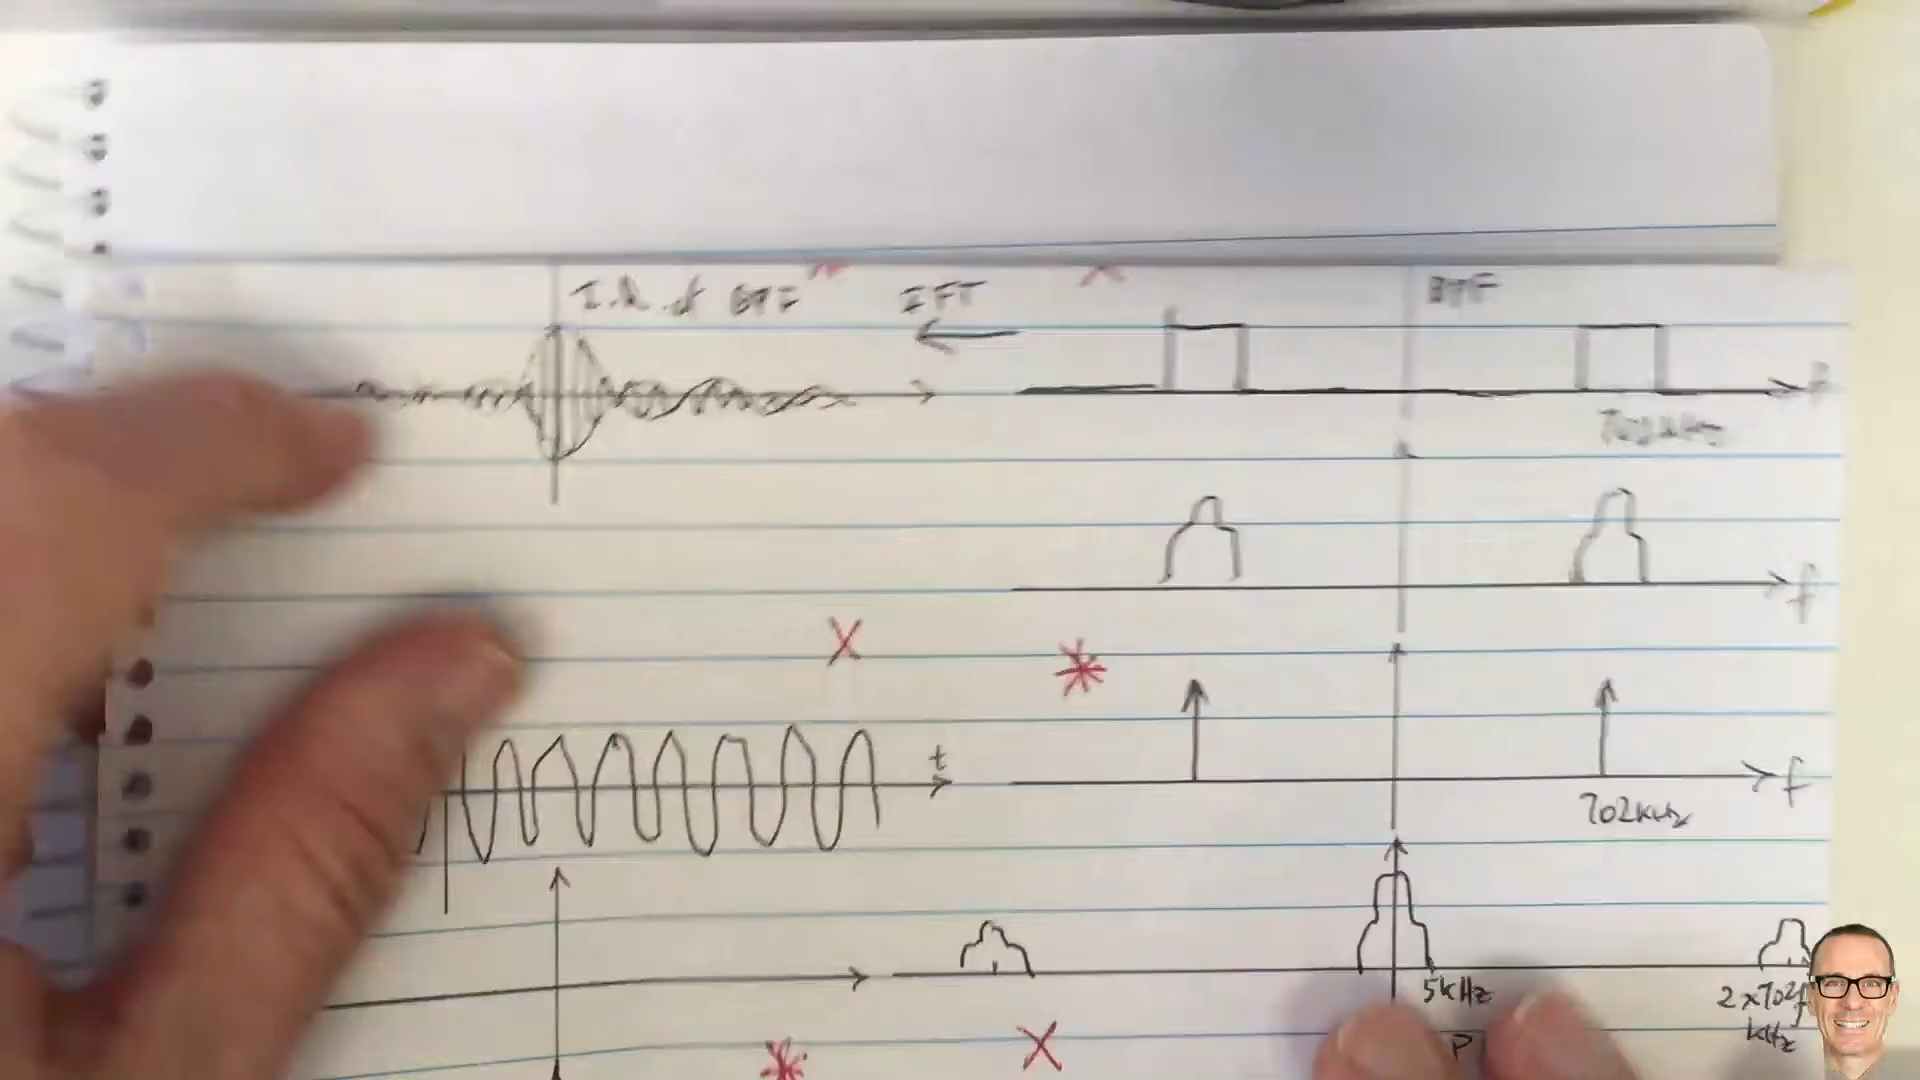 I.R. of BPF IFT BPF
f
702kHz
f
X *
t f
702kHz
5kHz 2x702 f
kHz
* X P